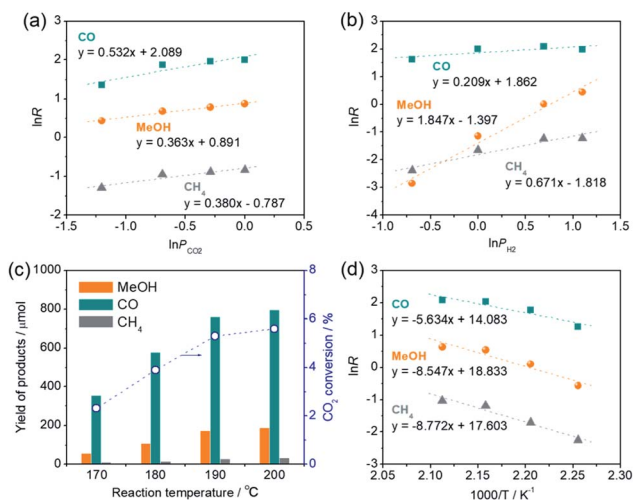 (a)
CO
y = 0.532x + 2.089
MeOH
y = 0.363x + 0.891
CH4
y = 0.380x - 0.787
lnR
3
2
1
0
-1
-2
-1.5
-1.0
-0.5
0.0
0.5
lnPCO2
(b)
CO
y = 0.209x + 1.862
MeOH
y = 1.847x - 1.397
CH4
y = 0.671x - 1.818
lnR
3
2
1
0
-1
-2
-3
-4
-1.0
-0.5
0.0
0.5
1.0
1.5
lnPH2
(c)
MeOH
CO
CH4
Yield of products / μmol
1000
800
600
400
200
0
CO2 conversion / %
8
6
4
2
0
170
180
190
200
Reaction temperature / °C
(d)
CO
y = -5.634x + 14.083
MeOH
y = -8.547x + 18.833
CH4
y = -8.772x + 17.603
lnR
3
2
1
0
-1
-2
-3
2.05
2.10
2.15
2.20
2.25
2.30
1000/T / K-1